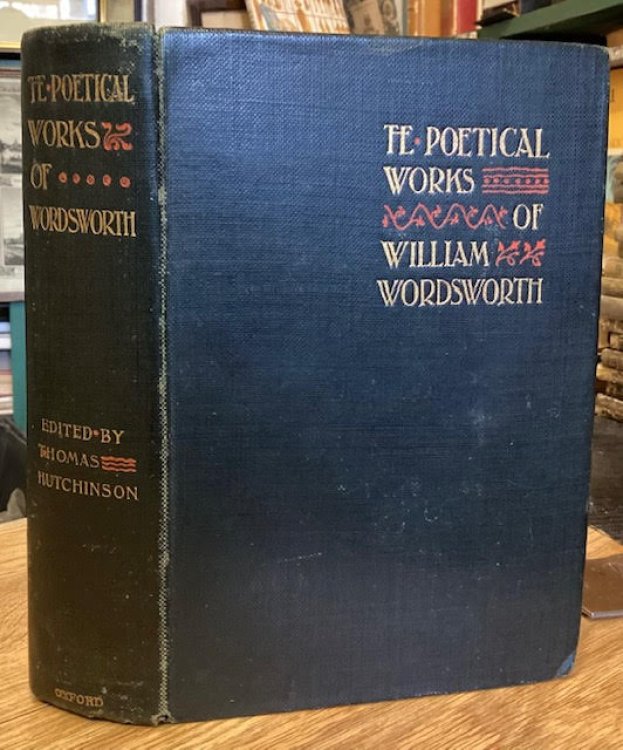 THE·POETICAL
WORKS
OF
WORDSWORTH
EDITED·BY
THOMAS
HUTCHINSON
OXFORD
THE·POETICAL
WORKS
OF
WILLIAM
WORDSWORTH